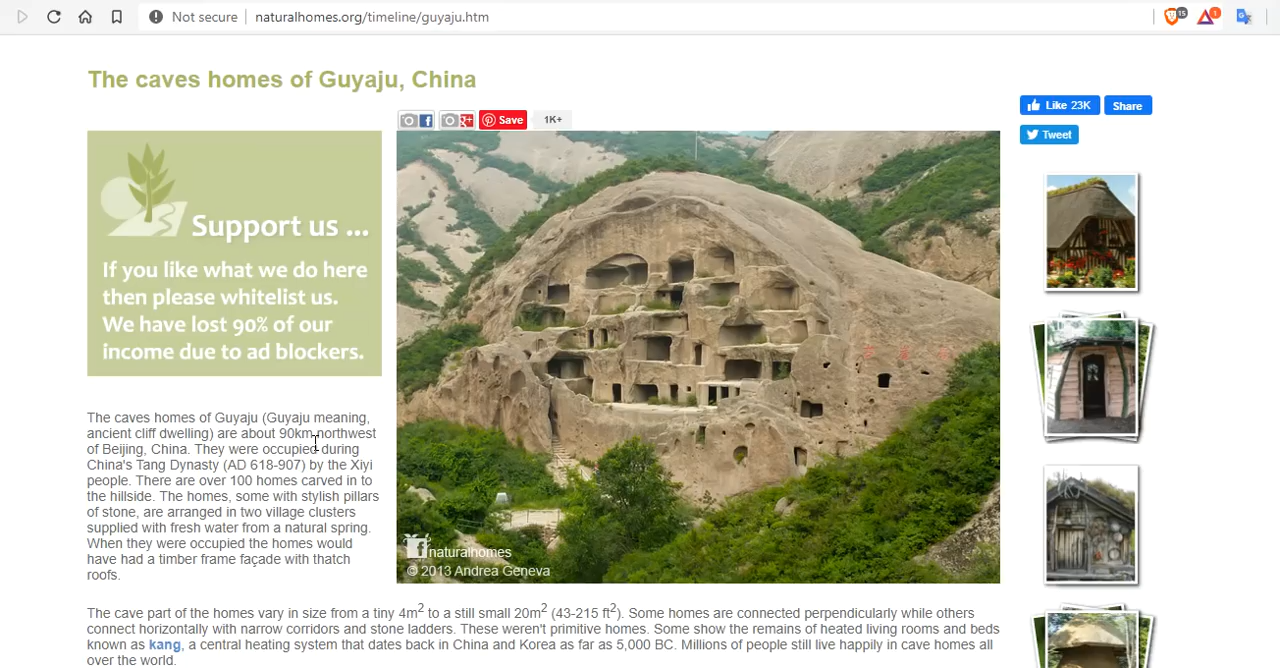 Not secure
naturalhomes.org/timeline/guyaju.htm
15
1
The caves homes of Guyaju, China
Save
1K+
Like 23K
Share
Tweet
Support us ...
If you like what we do here
then please whitelist us.
We have lost 90% of our
income due to ad blockers.
naturalhomes
© 2013 Andrea Geneva
The caves homes of Guyaju (Guyaju meaning,
ancient cliff dwelling) are about 90km northwest
of Beijing, China. They were occupied during
China's Tang Dynasty (AD 618-907) by the Xiyi
people. There are over 100 homes carved in to
the hillside. The homes, some with stylish pillars
of stone, are arranged in two village clusters
supplied with fresh water from a natural spring.
When they were occupied the homes would
have had a timber frame façade with thatch
roofs.
The cave part of the homes vary in size from a tiny 4m² to a still small 20m² (43-215 ft²). Some homes are connected perpendicularly while others
connect horizontally with narrow corridors and stone ladders. These weren't primitive homes. Some show the remains of heated living rooms and beds
known as kang, a central heating system that dates back in China and Korea as far as 5,000 BC. Millions of people still live happily in cave homes all
over the world.